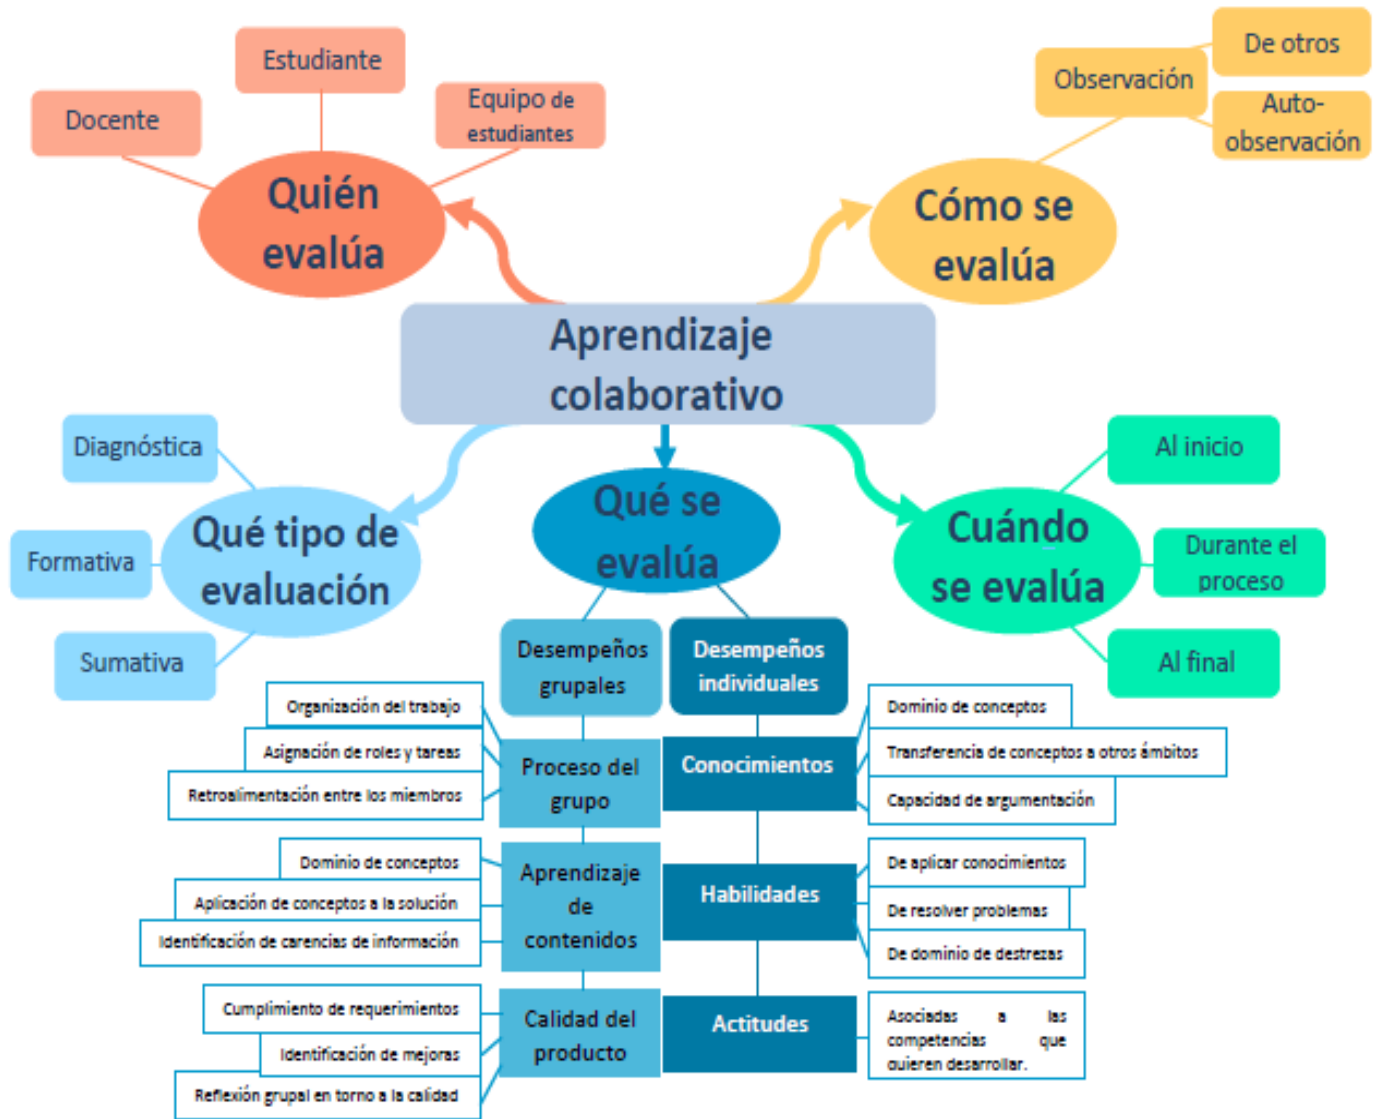 Estudiante
Docente
Equipo de
estudiantes
Quién
evalúa
De otros
Observación
Auto-
observación
Cómo se
evalúa
Aprendizaje
colaborativo
Diagnóstica
Formativa
Sumativa
Qué tipo de
evaluación
Qué se
evalúa
Al inicio
Durante el
proceso
Al final
Cuándo
se evalúa
Desempeños
grupales
Organización del trabajo
Asignación de roles y tareas
Retroalimentación entre los miembros
Proceso del
grupo
Dominio de conceptos
Aplicación de conceptos a la solución
Identificación de carencias de información
Aprendizaje
de
contenidos
Cumplimiento de requerimientos
Identificación de mejoras
Reflexión grupal en torno a la calidad
Calidad del
producto
Desempeños
individuales
Conocimientos
Dominio de conceptos
Transferencia de conceptos a otros ámbitos
Capacidad de argumentación
Habilidades
De aplicar conocimientos
De resolver problemas
De dominio de destrezas
Actitudes
Asociadas a las
competencias que
quieren desarrollar.